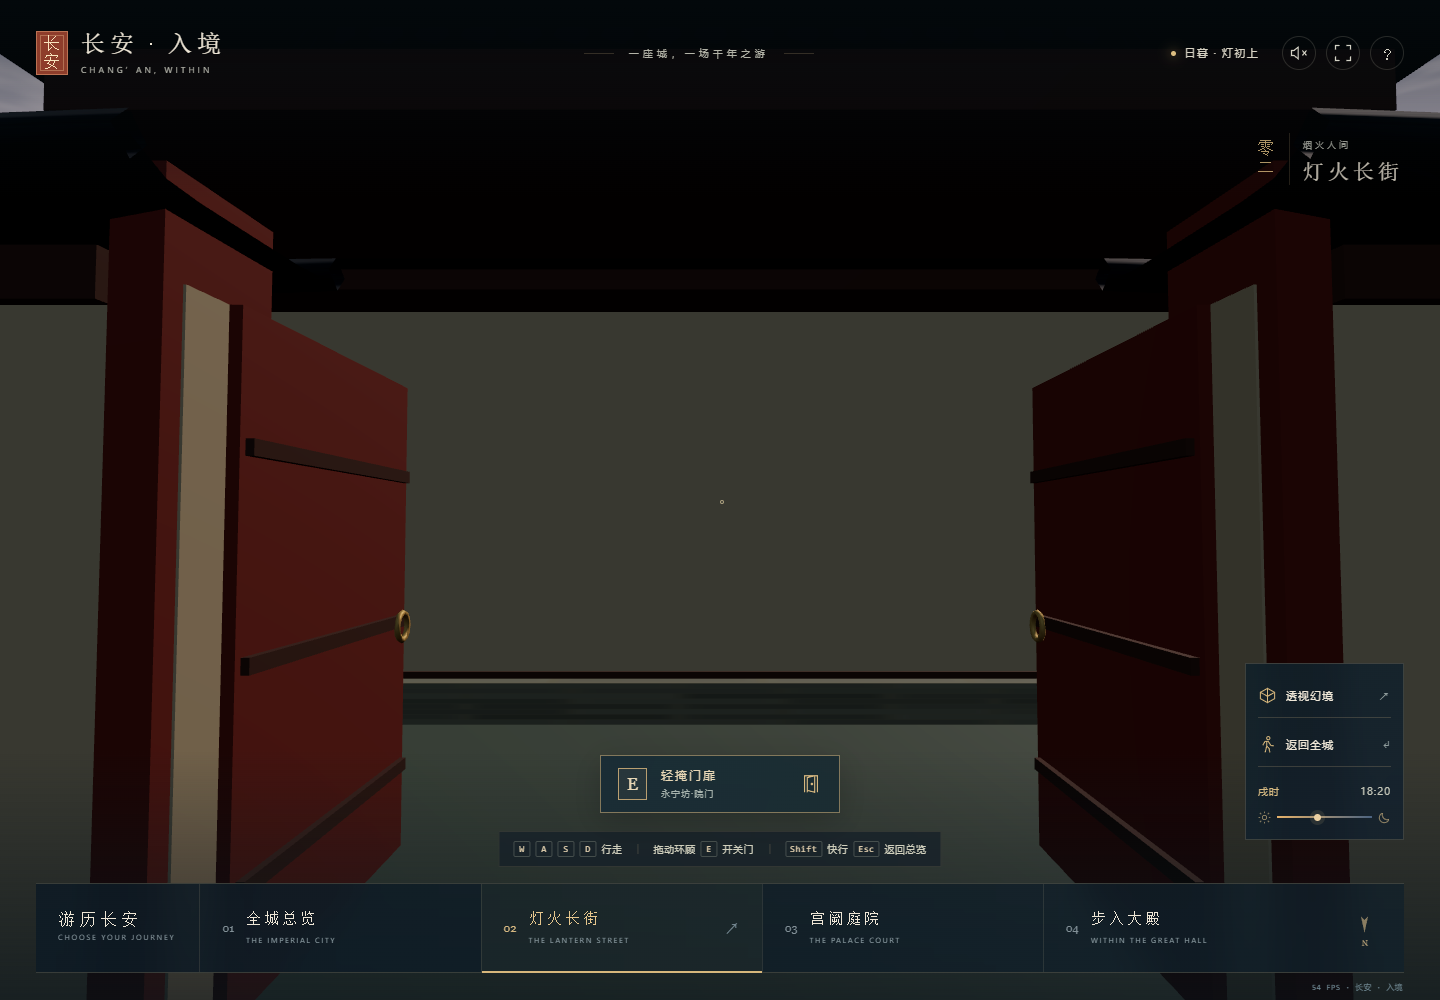 长安
长安 · 入境
CHANG' AN, WITHIN
一座城，一场千年之游
日暮 · 灯初上
?
零二
烟火人间
灯火长街
透视幻境
返回全城
戌时 18:20
E 轻掩门扉
永宁坊·院门
W A S D 行走 | 拖动环顾 E 开关门 | Shift 快行 Esc 返回总览
游历长安
CHOOSE YOUR JOURNEY
01 全城总览
THE IMPERIAL CITY
02 灯火长街
THE LANTERN STREET
03 宫阙庭院
THE PALACE COURT
04 步入大殿
WITHIN THE GREAT HALL
N
54 FPS · 长安 · 入境